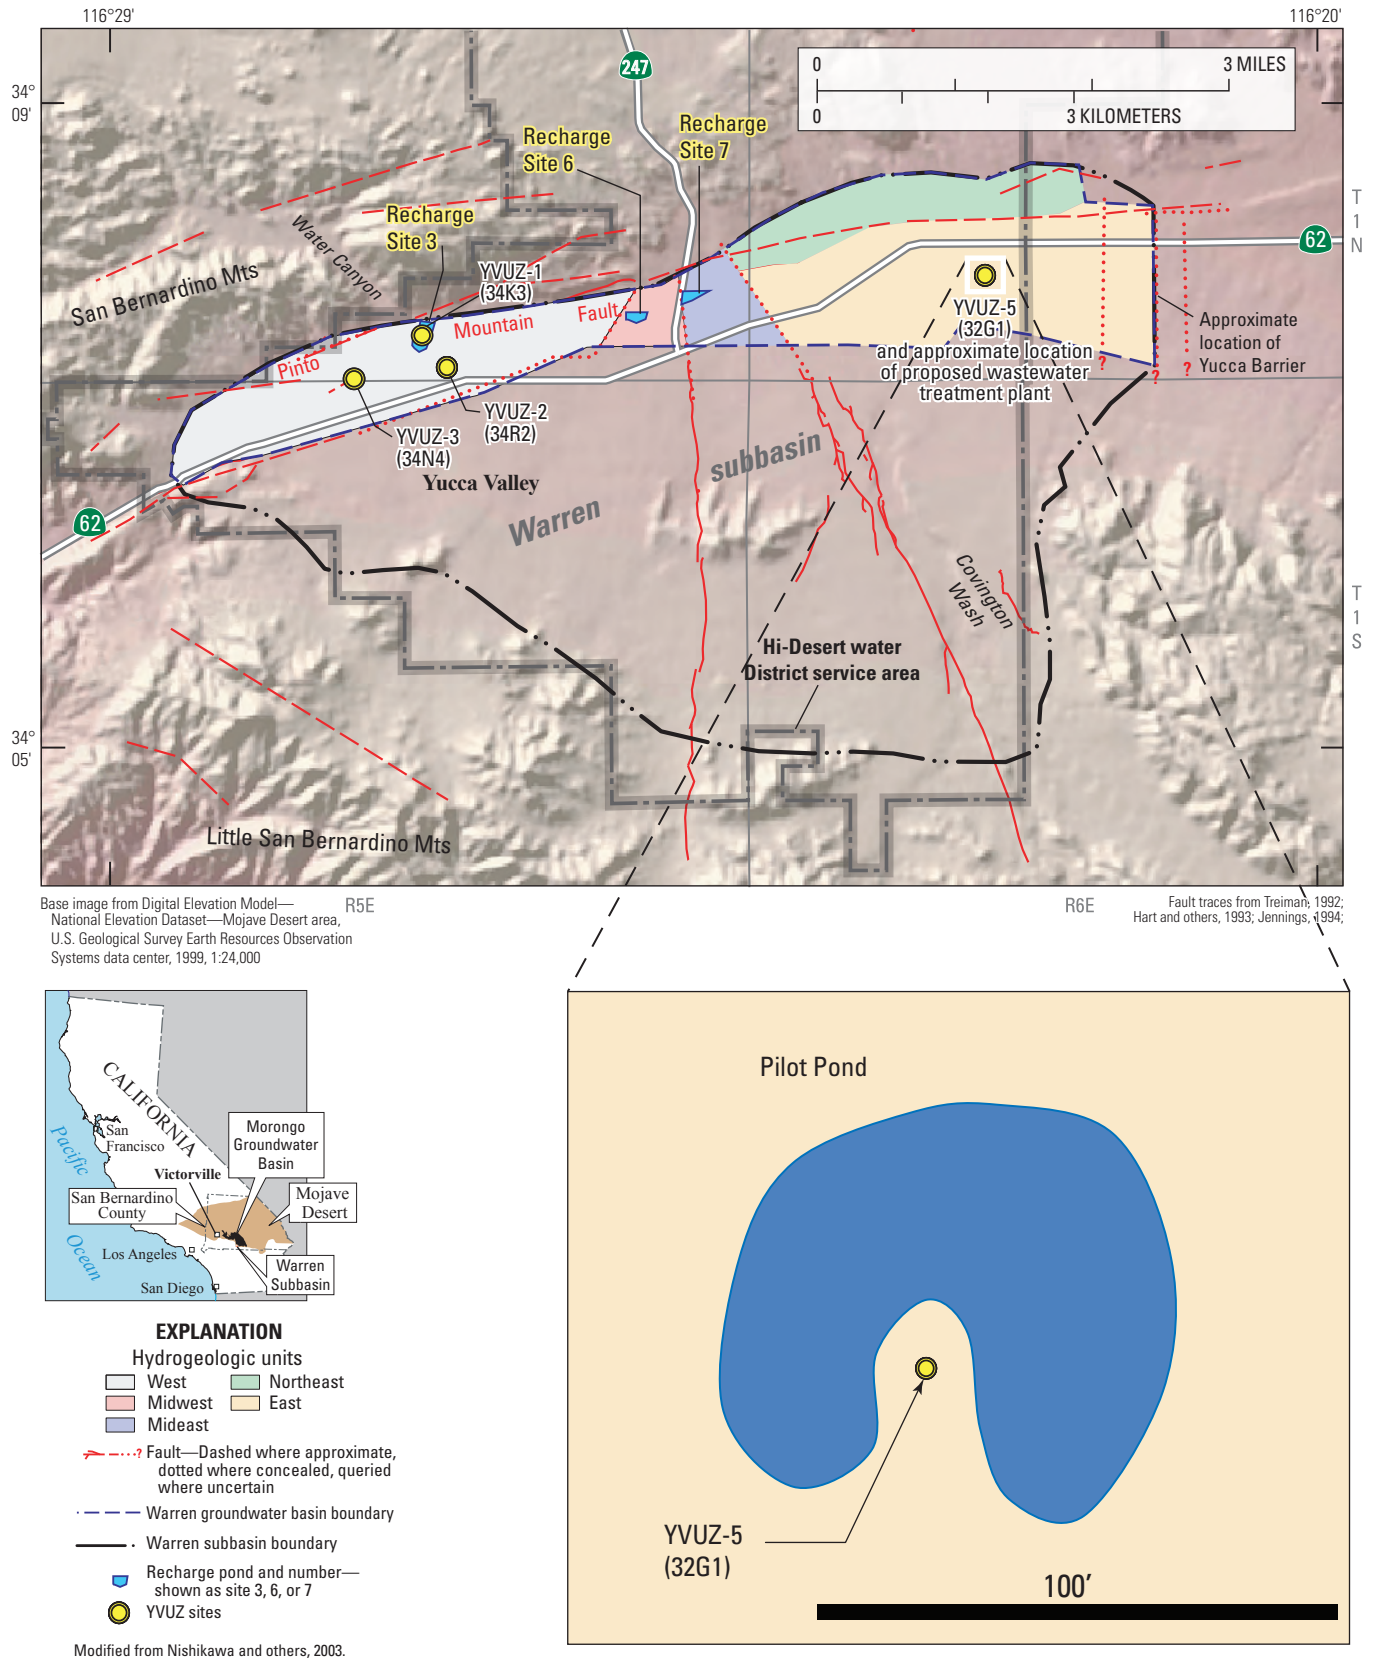 116°29'
116°20'
34°
09'
247
0
3 MILES
0
3 KILOMETERS
Recharge
Site 6
Recharge
Site 7
Recharge
Site 3
Water Canyon
San Bernardino Mts
YVUZ-1
(34K3)
Pinto
Mountain
Fault
T
1
N
62
YVUZ-5
(32G1)
and approximate location
of proposed wastewater
treatment plant
Approximate
location of
Yucca Barrier
?
?
?
YVUZ-2
(34R2)
YVUZ-3
(34N4)
Yucca Valley
Warren
subbasin
62
Covington
Wash
T
1
S
Hi-Desert water
District service area
34°
05'
Little San Bernardino Mts
Base image from Digital Elevation Model—
National Elevation Dataset—Mojave Desert area,
U.S. Geological Survey Earth Resources Observation
Systems data center, 1999, 1:24,000
R5E
R6E
Fault traces from Treiman, 1992;
Hart and others, 1993; Jennings, 1994;
CALIFORNIA
San
Francisco
Pacific
Ocean
Morongo
Groundwater
Basin
Victorville
San Bernardino
County
Mojave
Desert
Los Angeles
San Diego
Warren
Subbasin
Pilot Pond
YVUZ-5
(32G1)
100'
EXPLANATION
Hydrogeologic units
West
Northeast
Midwest
East
Mideast
? Fault—Dashed where approximate,
dotted where concealed, queried
where uncertain
Warren groundwater basin boundary
Warren subbasin boundary
Recharge pond and number—
shown as site 3, 6, or 7
YVUZ sites
Modified from Nishikawa and others, 2003.